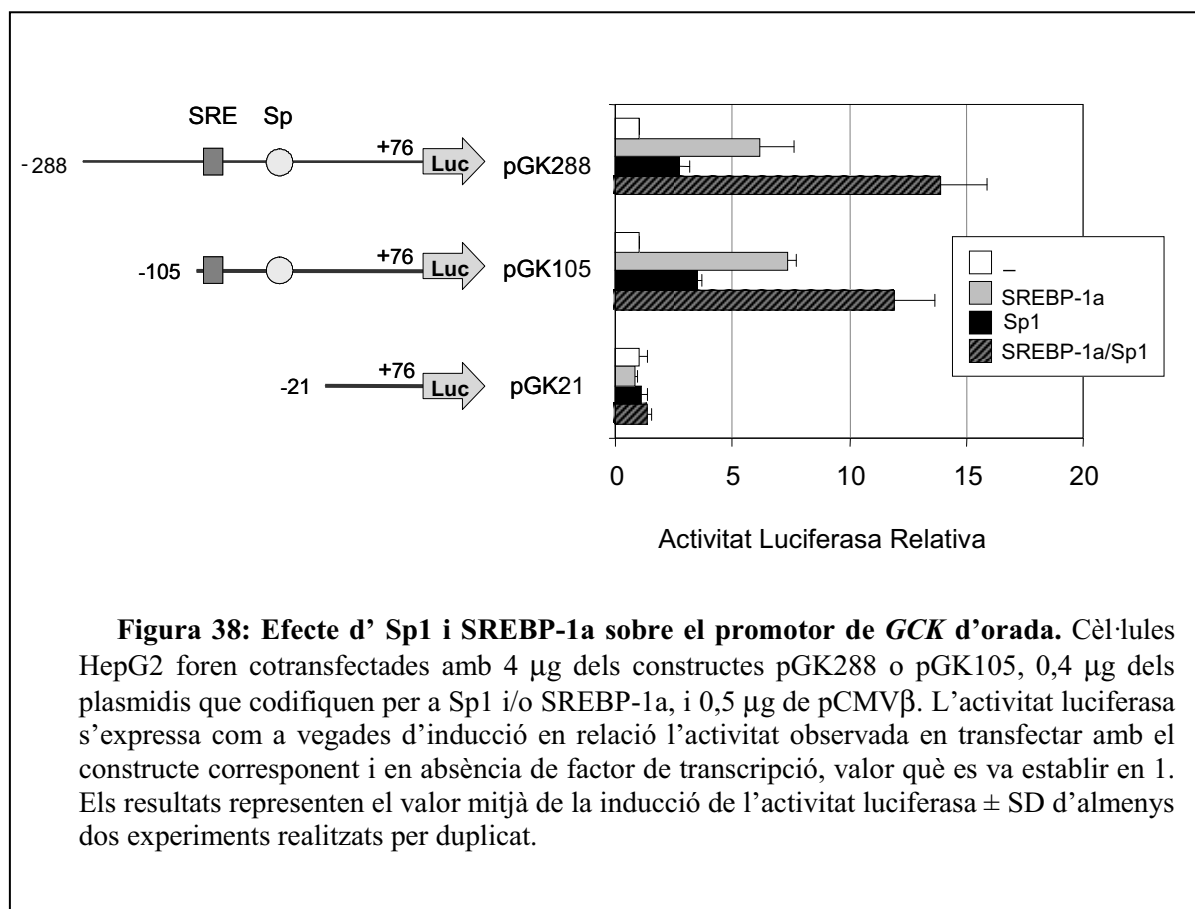 SRE Sp
-288 +76 Luc pGK288
-105 +76 Luc pGK105
-21 +76 Luc pGK21
–
SREBP-1a
Sp1
SREBP-1a/Sp1
0 5 10 15 20
Activitat Luciferasa Relativa
Figura 38: Efecte d’ Sp1 i SREBP-1a sobre el promotor de GCK d’orada. Cèl·lules
HepG2 foren cotransfectades amb 4 μg dels constructes pGK288 o pGK105, 0,4 μg dels
plasmidis que codifiquen per a Sp1 i/o SREBP-1a, i 0,5 μg de pCMVβ. L’activitat luciferasa
s’expressa com a vegades d’inducció en relació l’activitat observada en transfectar amb el
constructe corresponent i en absència de factor de transcripció, valor què es va establir en 1.
Els resultats representen el valor mitjà de la inducció de l’activitat luciferasa ± SD d’almenys
dos experiments realitzats per duplicat.